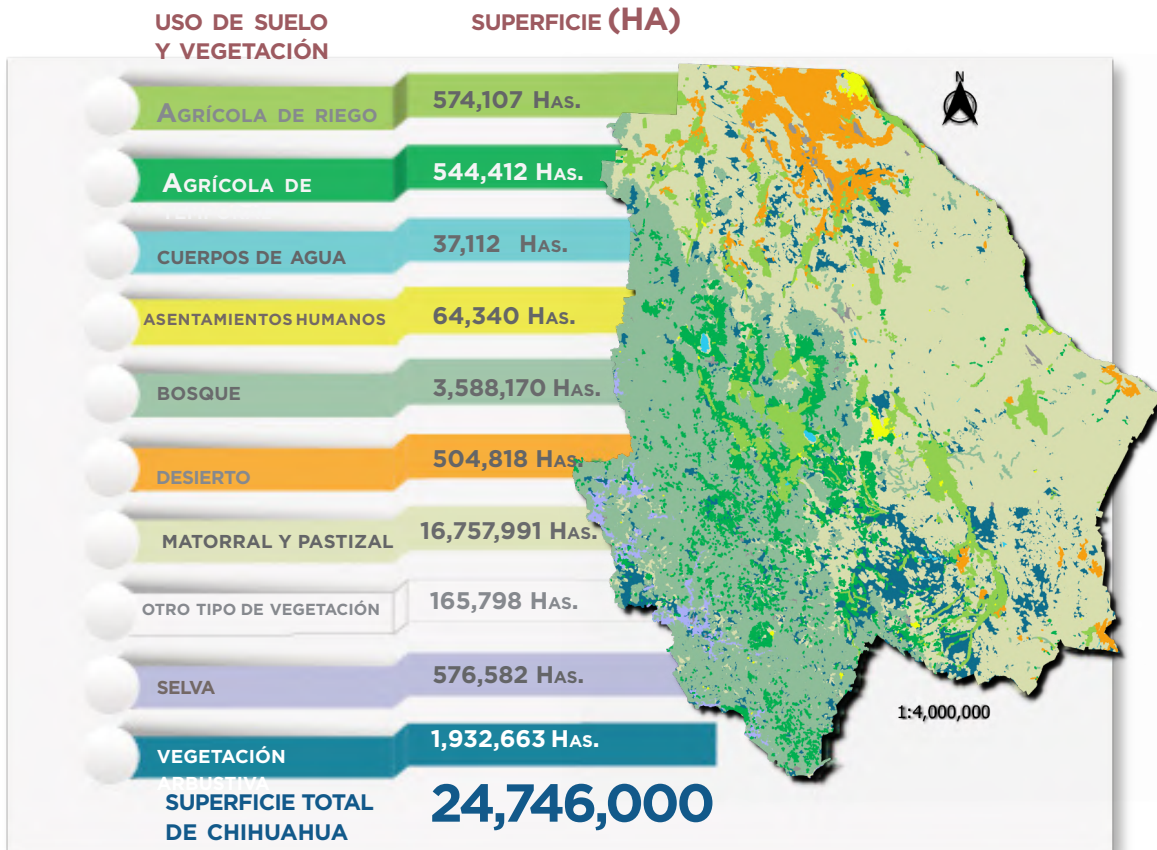 USO DE SUELO
Y VEGETACIÓN
SUPERFICIE (HA)
AGRÍCOLA DE RIEGO 574,107 HAS.
AGRÍCOLA DE 544,412 HAS.
CUERPOS DE AGUA 37,112 HAS.
ASENTAMIENTOS HUMANOS 64,340 HAS.
BOSQUE 3,588,170 HAS.
DESIERTO 504,818 HAS.
MATORRAL Y PASTIZAL 16,757,991 HAS.
OTRO TIPO DE VEGETACIÓN 165,798 HAS.
SELVA 576,582 HAS.
VEGETACIÓN
ARBUSTIVA
1,932,663 HAS.
SUPERFICIE TOTAL
DE CHIHUAHUA
24,746,000
N
1:4,000,000